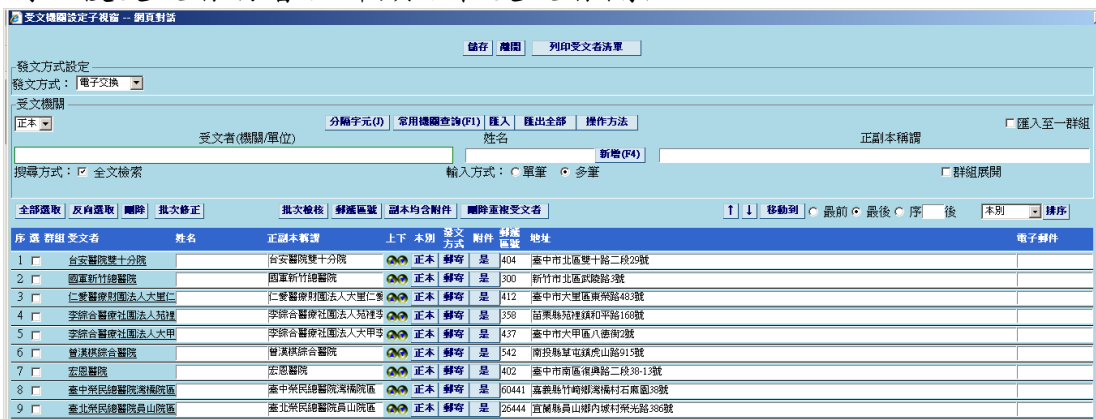 受文機關設定子視窗 -- 網頁對話
儲存 離開 列印受文者清單
發文方式設定
發文方式： 電子交換
受文機關
正本 分隔字元(J) 常用機關查詢(F1) 匯入 匯出全部 操作方法 匯入至一群組
受文者(機關/單位) 姓名 正副本稱謂
新增(F4)
搜尋方式： 全文檢索 輸入方式： 單筆 多筆 群組展開
全部選取 反向選取 刪除 批次修正 批次檢核 郵遞區號 副本均含附件 刪除重複受文者 ↑ ↓ 移動到 最前 最後 序 後 本別 排序
序 選 群組 受文者 姓名 正副本稱謂 上下 本別 發文方式 附件 郵遞區號 地址 電子郵件
1 台安醫院雙十分院 台安醫院雙十分院 正本 郵寄 是 404 臺中市北區雙十路二段29號
2 國軍新竹總醫院 國軍新竹總醫院 正本 郵寄 是 300 新竹市北區武陵路3號
3 仁愛醫療財團法人大里仁 仁愛醫療財團法人大里仁愛 正本 郵寄 是 412 臺中市大里區東榮路483號
4 李綜合醫療社團法人苑裡 李綜合醫療社團法人苑裡李 正本 郵寄 是 358 苗栗縣苑裡鎮和平路168號
5 李綜合醫療社團法人大甲 李綜合醫療社團法人大甲李 正本 郵寄 是 437 臺中市大甲區八德街2號
6 曾漢棋綜合醫院 曾漢棋綜合醫院 正本 郵寄 是 542 南投縣草屯鎮虎山路915號
7 宏恩醫院 宏恩醫院 正本 郵寄 是 402 臺中市南區復興路二段38-13號
8 臺中榮民總醫院灣橋院區 臺中榮民總醫院灣橋院區 正本 郵寄 是 60441 嘉義縣竹崎鄉灣橋村石麻園38號
9 臺北榮民總醫院員山院區 臺北榮民總醫院員山院區 正本 郵寄 是 26444 宜蘭縣員山鄉內城村榮光路386號